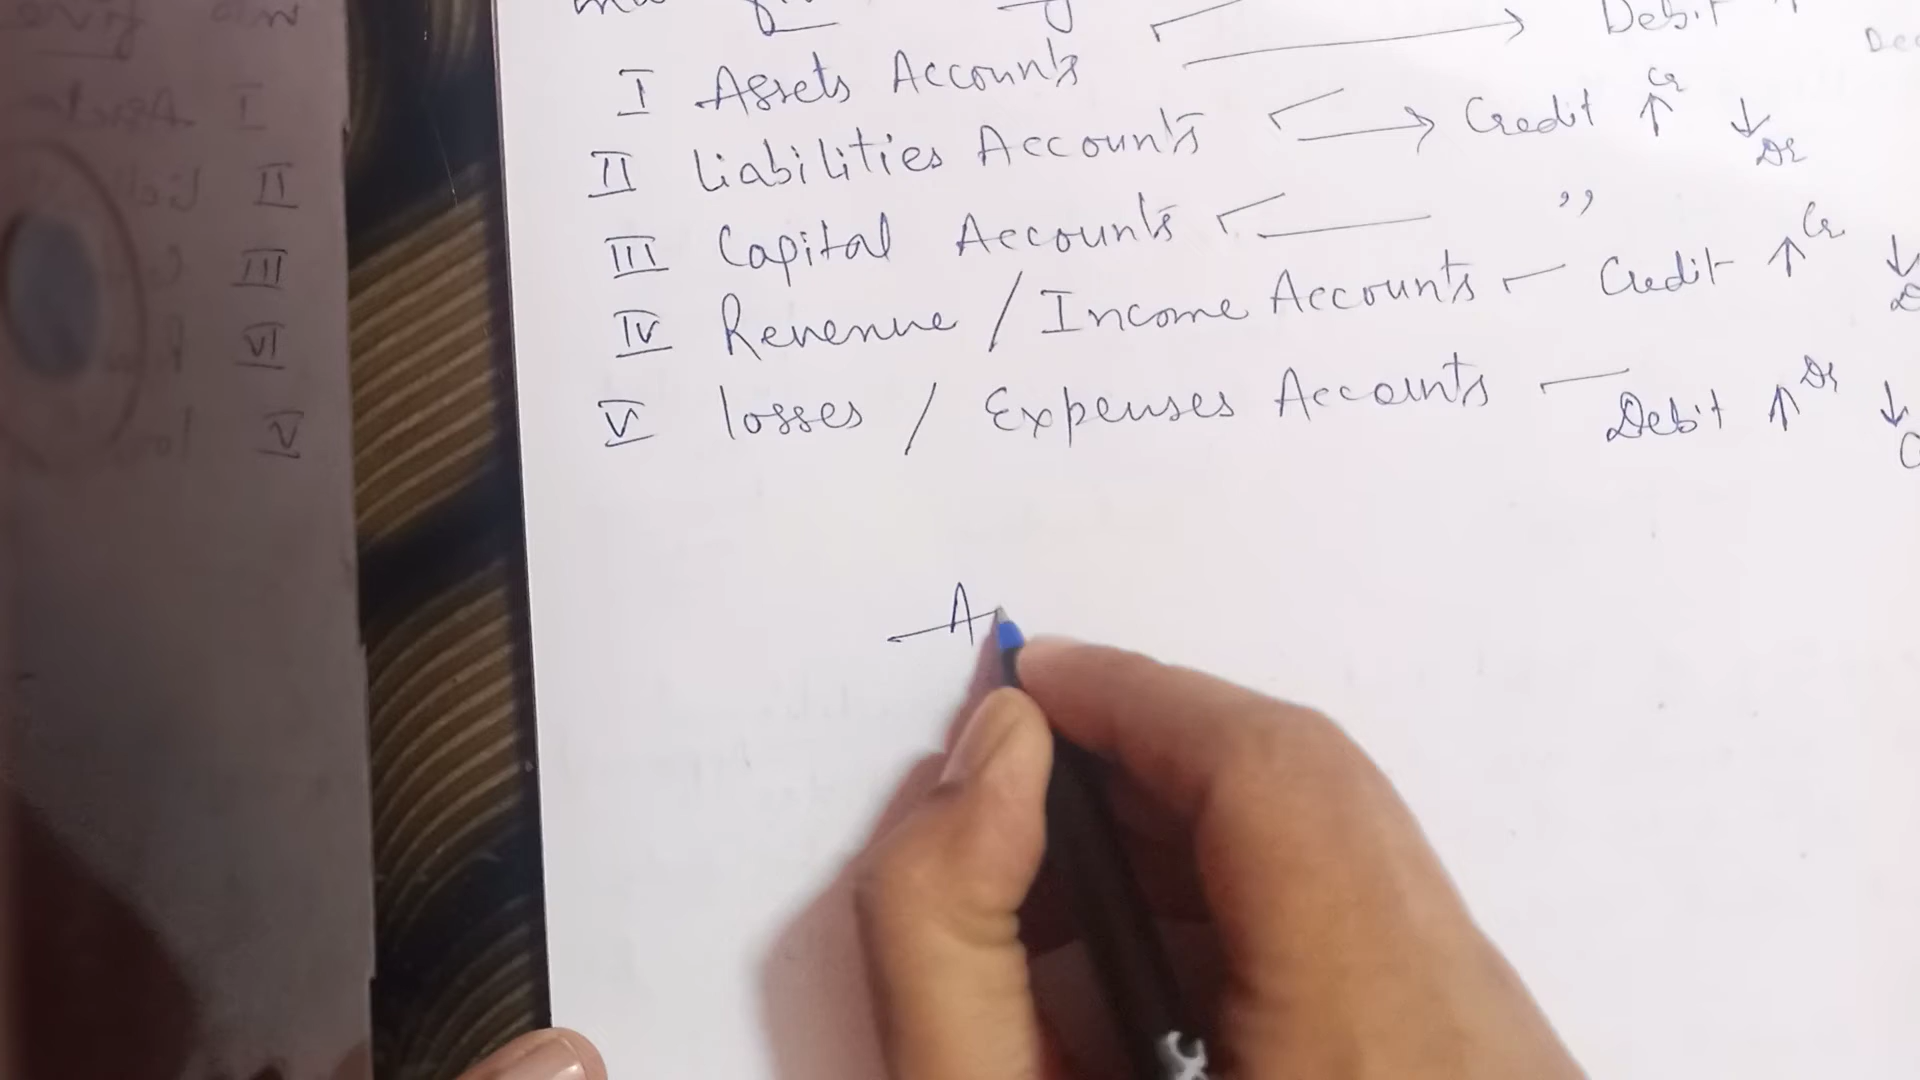 I Assets Accounts Debit
II Liabilities Accounts Credit ↑ Cr ↓ Dr
III Capital Accounts "
IV Revenue / Income Accounts - Credit ↑ Cr ↓
V Losses / Expenses Accounts - Debit ↑ Dr ↓
A